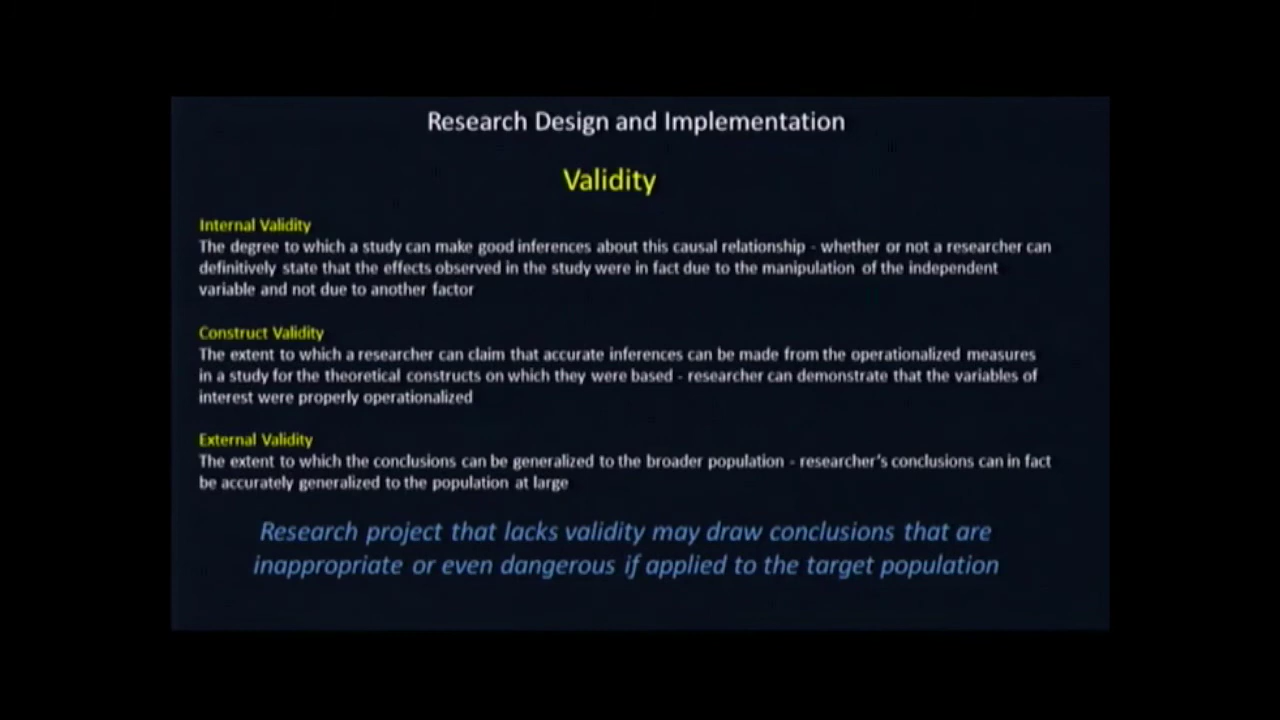 Research Design and Implementation
Validity
Internal Validity
The degree to which a study can make good inferences about this causal relationship - whether or not a researcher can
definitively state that the effects observed in the study were in fact due to the manipulation of the independent
variable and not due to another factor
Construct Validity
The extent to which a researcher can claim that accurate inferences can be made from the operationalized measures
in a study for the theoretical constructs on which they were based - researcher can demonstrate that the variables of
interest were properly operationalized
External Validity
The extent to which the conclusions can be generalized to the broader population - researcher's conclusions can in fact
be accurately generalized to the population at large
Research project that lacks validity may draw conclusions that are
inappropriate or even dangerous if applied to the target population